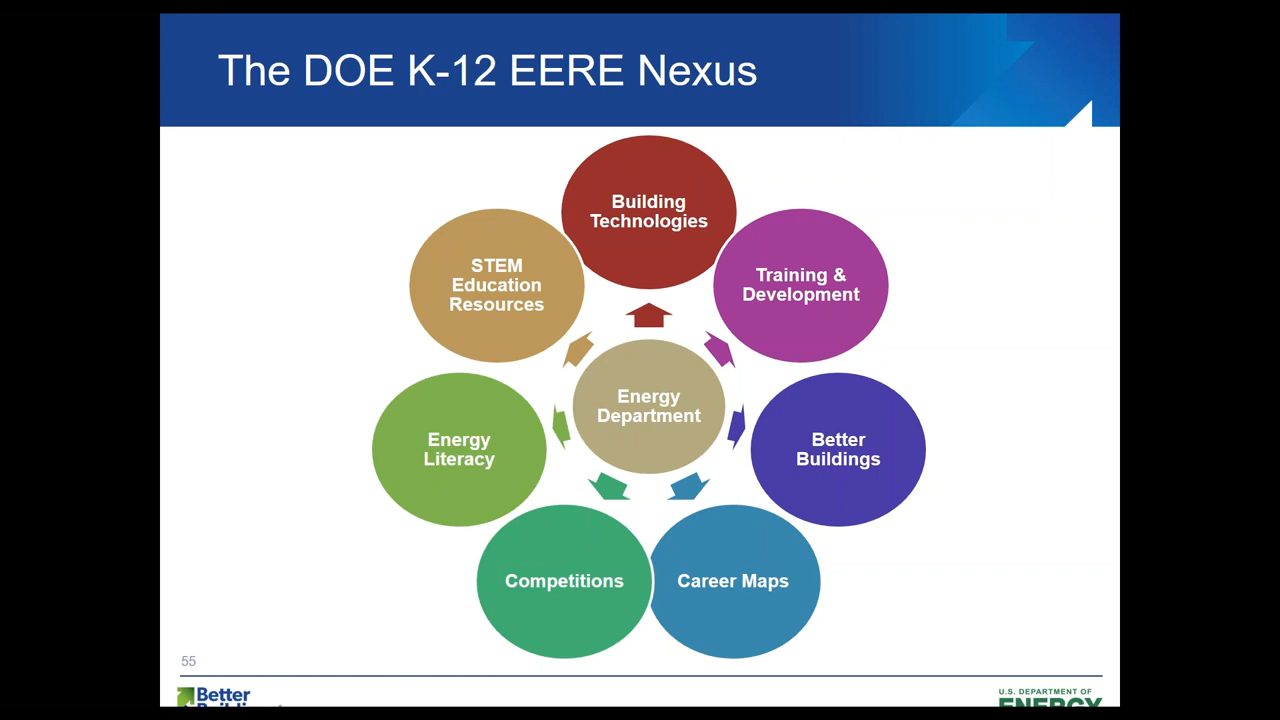 The DOE K-12 EERE Nexus
Building
Technologies
Training &
Development
Better
Buildings
Career Maps
Competitions
Energy
Literacy
STEM
Education
Resources
Energy
Department
55
Better
U.S. DEPARTMENT OF
ENERGY